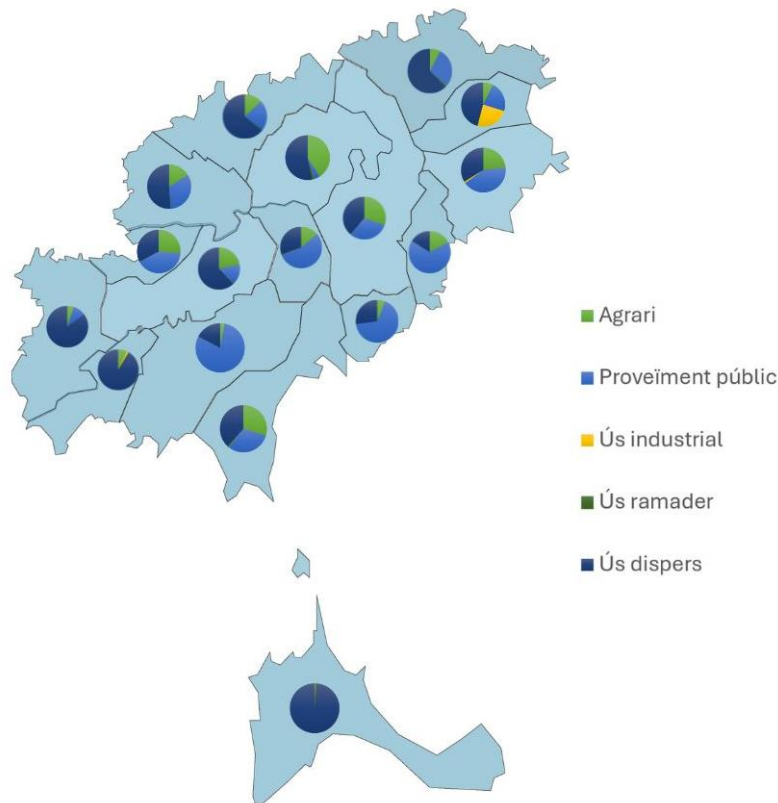 Agrari
Proveïment públic
Ús industrial
Ús ramader
Ús dispers